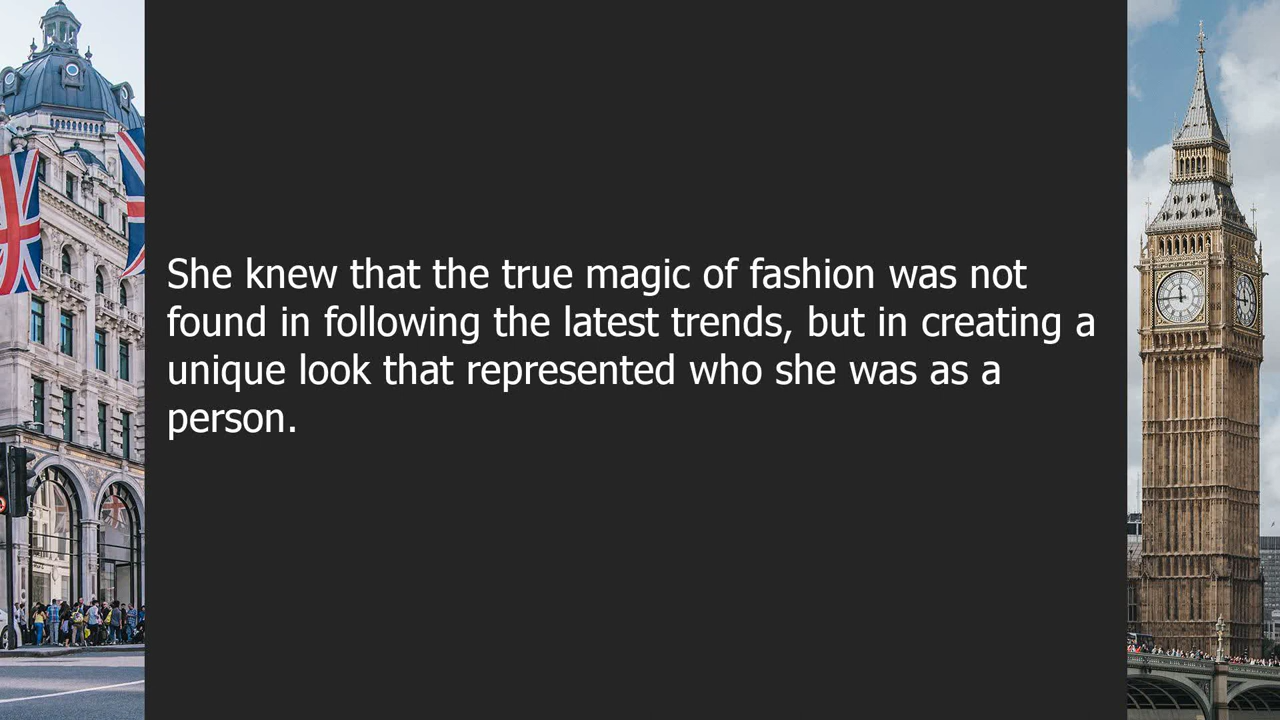 She knew that the true magic of fashion was not
found in following the latest trends, but in creating a
unique look that represented who she was as a
person.